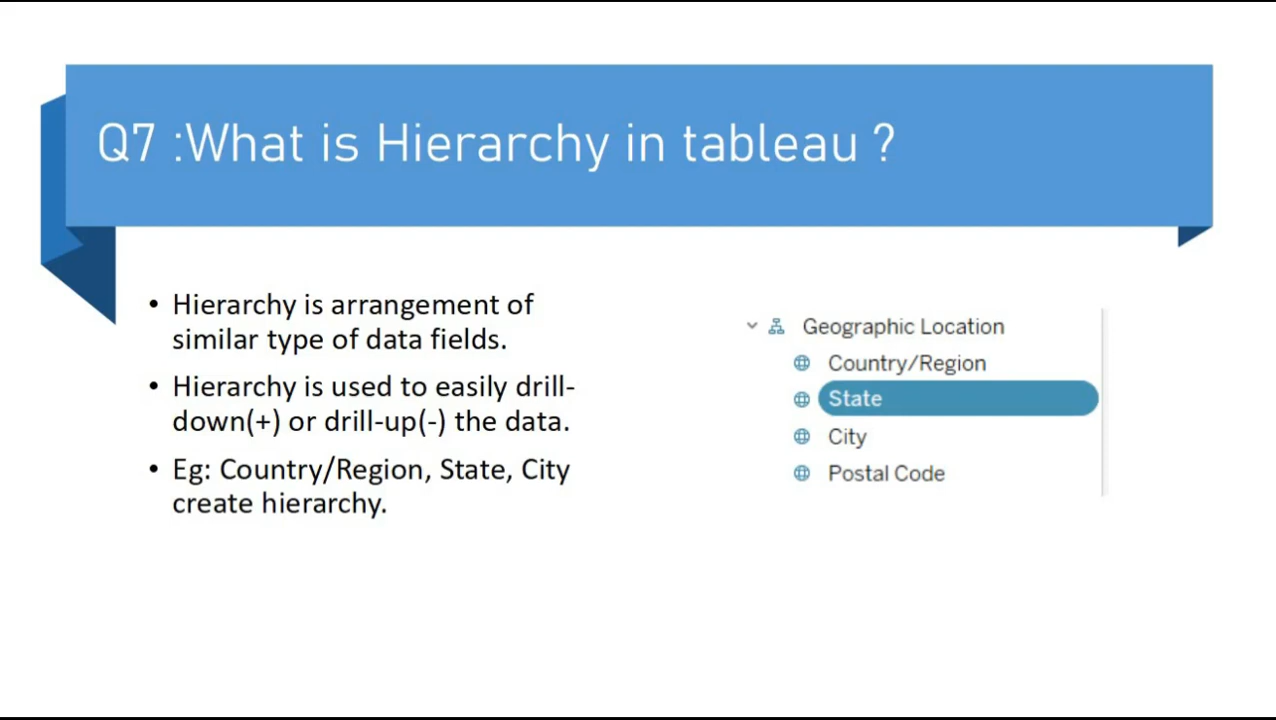 Q7 :What is Hierarchy in tableau ?
• Hierarchy is arrangement of
similar type of data fields.
• Hierarchy is used to easily drill-
down(+) or drill-up(-) the data.
• Eg: Country/Region, State, City
create hierarchy.
Geographic Location
Country/Region
State
City
Postal Code